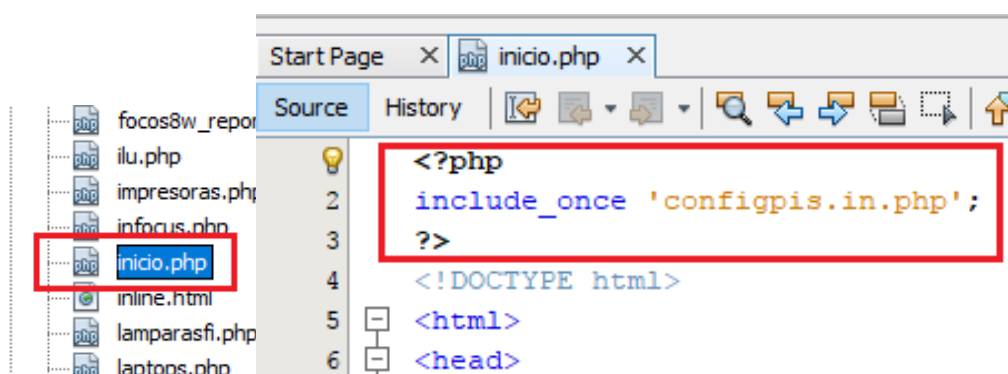 focos8w_repor
ilu.php
impresoras.php
infocus.php
inicio.php
inline.html
lamparasfi.php
laptops.php
Start Page inicio.php
Source History
<?php
2 include_once 'configpis.in.php';
3 ?>
4 <!DOCTYPE html>
5 <html>
6 <head>